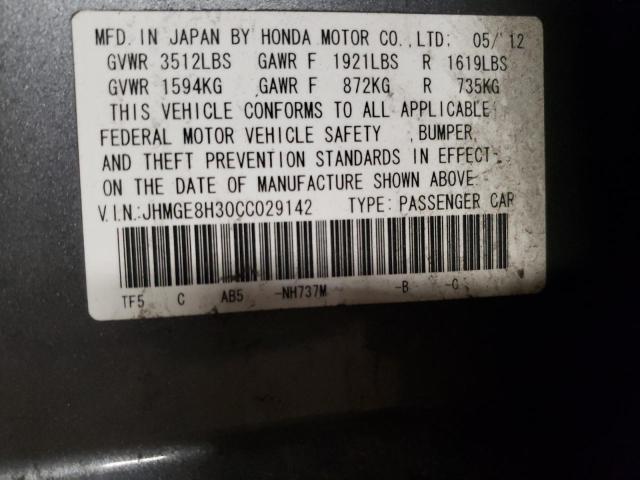 MFD. IN JAPAN BY HONDA MOTOR CO., LTD: 05/12
GVWR 3512LBS GAWR F 1921LBS R 1619LBS
GVWR 1594KG GAWR F 872KG R 735KG
THIS VEHICLE CONFORMS TO ALL APPLICABLE
FEDERAL MOTOR VEHICLE SAFETY , BUMPER,
AND THEFT PREVENTION STANDARDS IN EFFECT
ON THE DATE OF MANUFACTURE SHOWN ABOVE
V.I.N.:JHMGE8H30CC029142 TYPE: PASSENGER CAR
TF5 C AB5 -NH737M -B -C